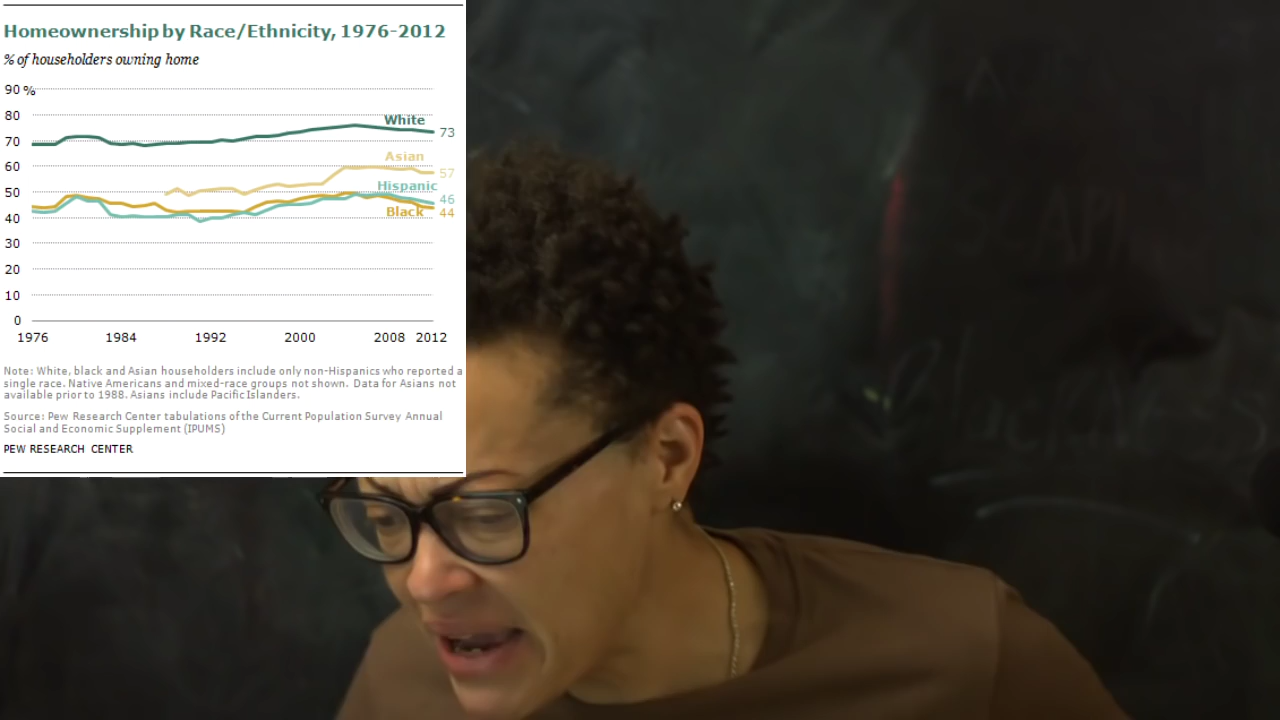 Homeownership by Race/Ethnicity, 1976-2012
% of householders owning home
90 %
80
White
73
70
Asian
60
57
Hispanic
50
46
Black
44
40
30
20
10
0
1976 1984 1992 2000 2008 2012
Note: White, black and Asian householders include only non-Hispanics who reported a
single race. Native Americans and mixed-race groups not shown. Data for Asians not
available prior to 1988. Asians include Pacific Islanders.
Source: Pew Research Center tabulations of the Current Population Survey Annual
Social and Economic Supplement (IPUMS)
PEW RESEARCH CENTER